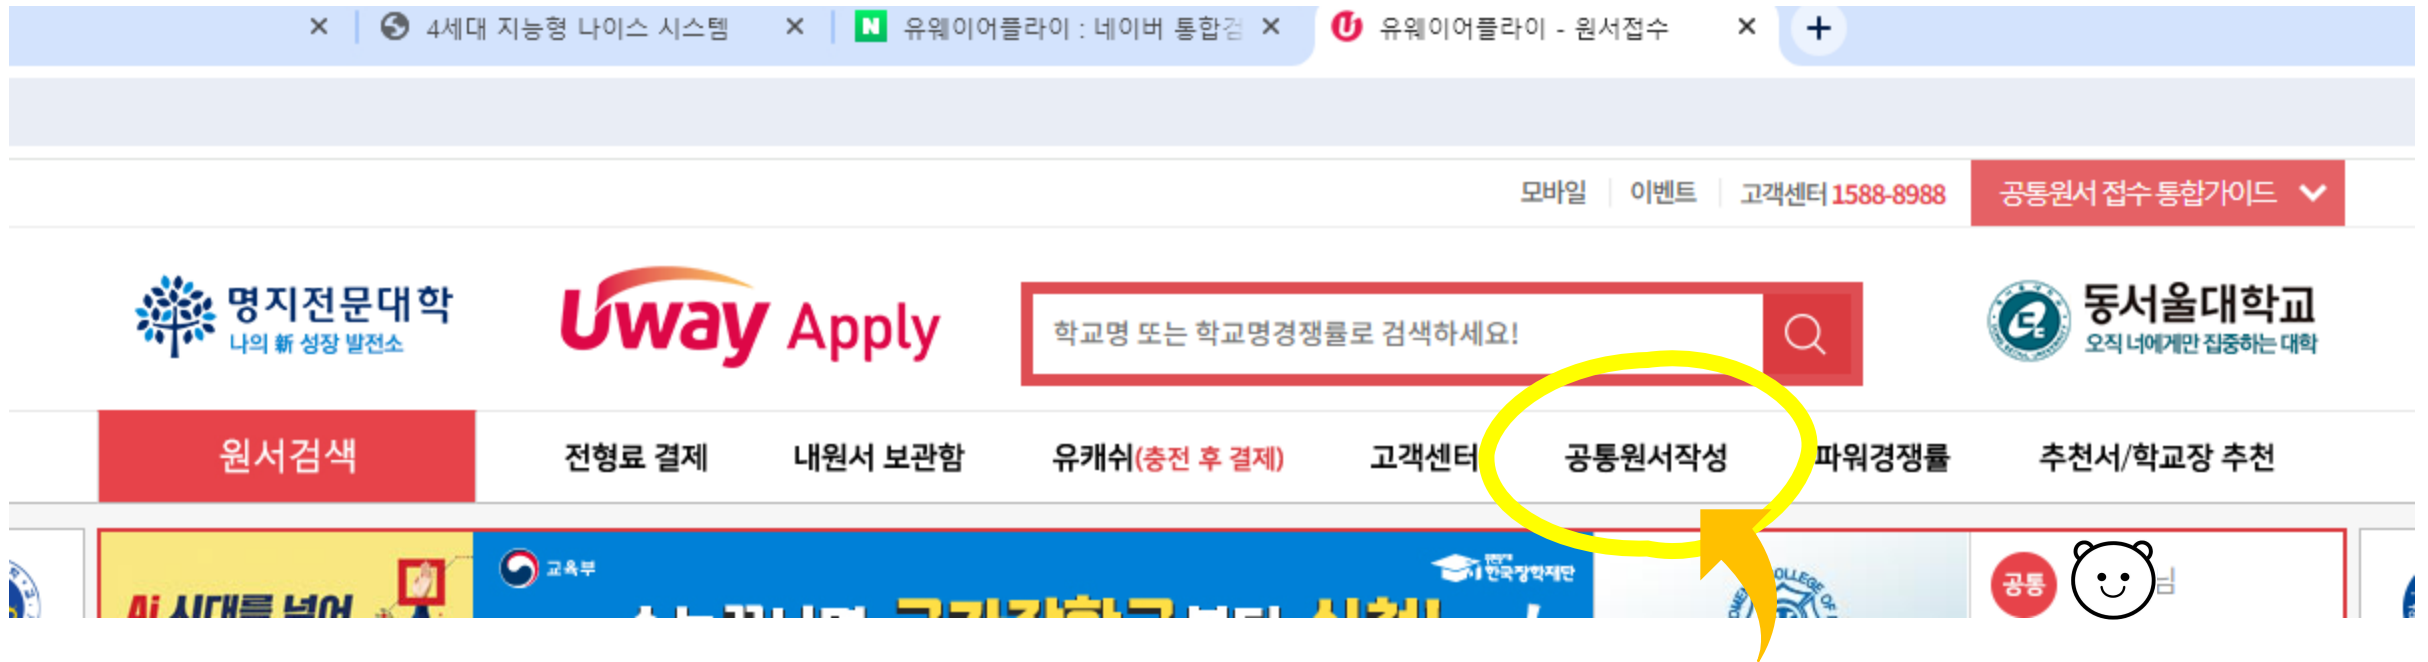 4세대 지능형 나이스 시스템
유웨이어플라이 : 네이버 통합검
유웨이어플라이 - 원서접수
모바일 이벤트 고객센터 1588-8988 공통원서 접수 통합가이드
명지전문대학
나의 新 성장 발전소
Uway Apply
학교명 또는 학교명경쟁률로 검색하세요!
동서울대학교
오직 너에게만 집중하는 대학
원서검색 전형료 결제 내원서 보관함 유캐쉬(충전 후 결제) 고객센터 공통원서작성 파워경쟁률 추천서/학교장 추천
Ai 시대를 넘어
교육부
한국장학재단
공통 님